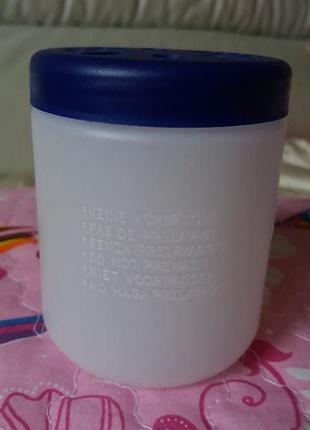 *KEINE VORWÄSCHE
*PAS DE PRELAVAGE
*SENZA PRELAVAGGIO
*DO NOT PREWASH
*NIET VOORWASSEN
*NO HAGA PRELAVADO